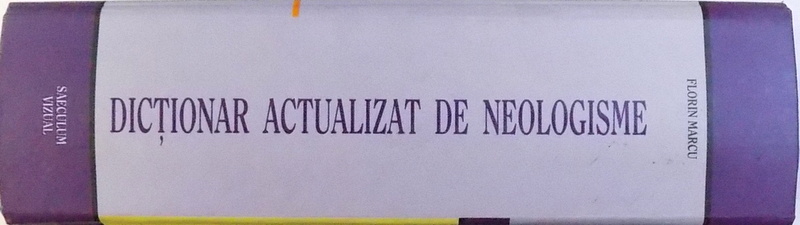 FLORIN MARCU
DICȚIONAR ACTUALIZAT DE NEOLOGISME
SAECULUM
VIZUAL